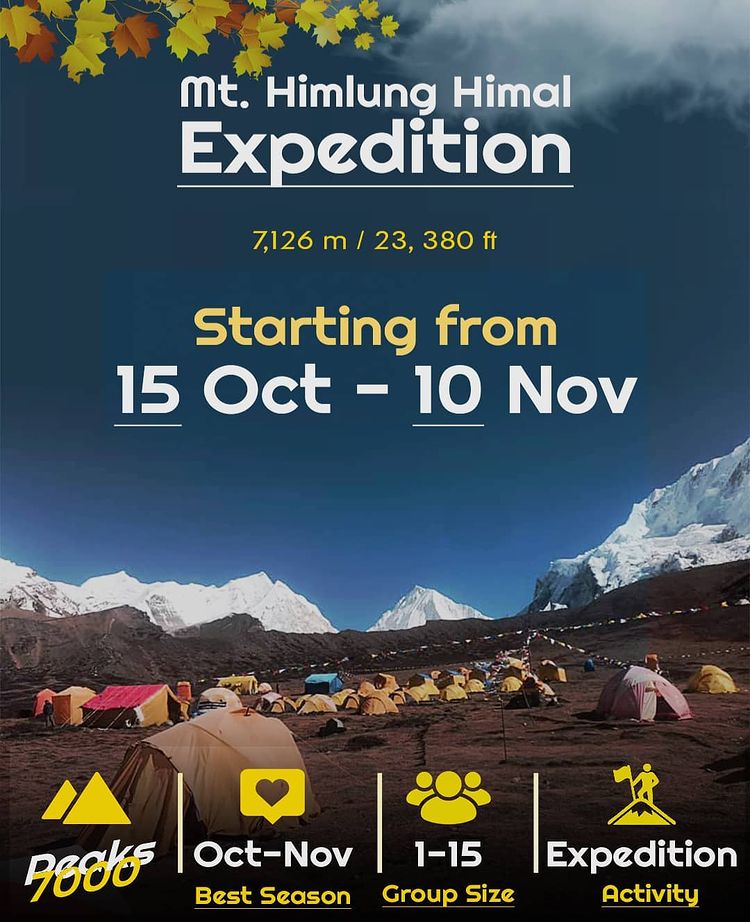 Mt. Himlung Himal
Expedition
7,126 m / 23, 380 ft
Starting from
15 Oct - 10 Nov
Peaks
7000
Oct-Nov
Best Season
1-15
Group Size
Expedition
Activity